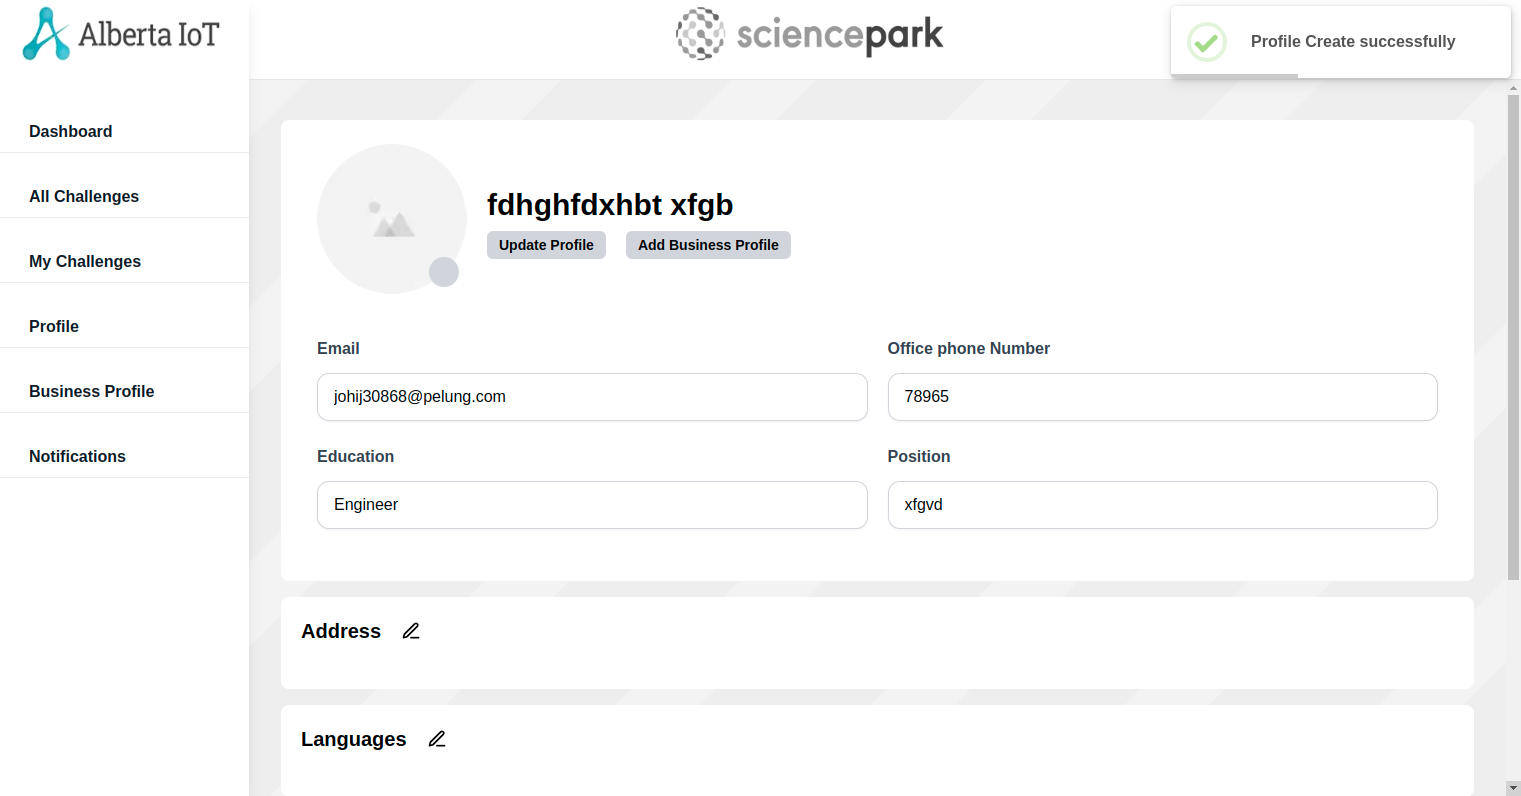 Alberta IoT
sciencepark
Profile Create successfully
Dashboard
All Challenges
My Challenges
Profile
Business Profile
Notifications
fdhghfdxhbt xfgb
Update Profile
Add Business Profile
Email
Office phone Number
johij30868@pelung.com
78965
Education
Position
Engineer
xfgvd
Address
Languages